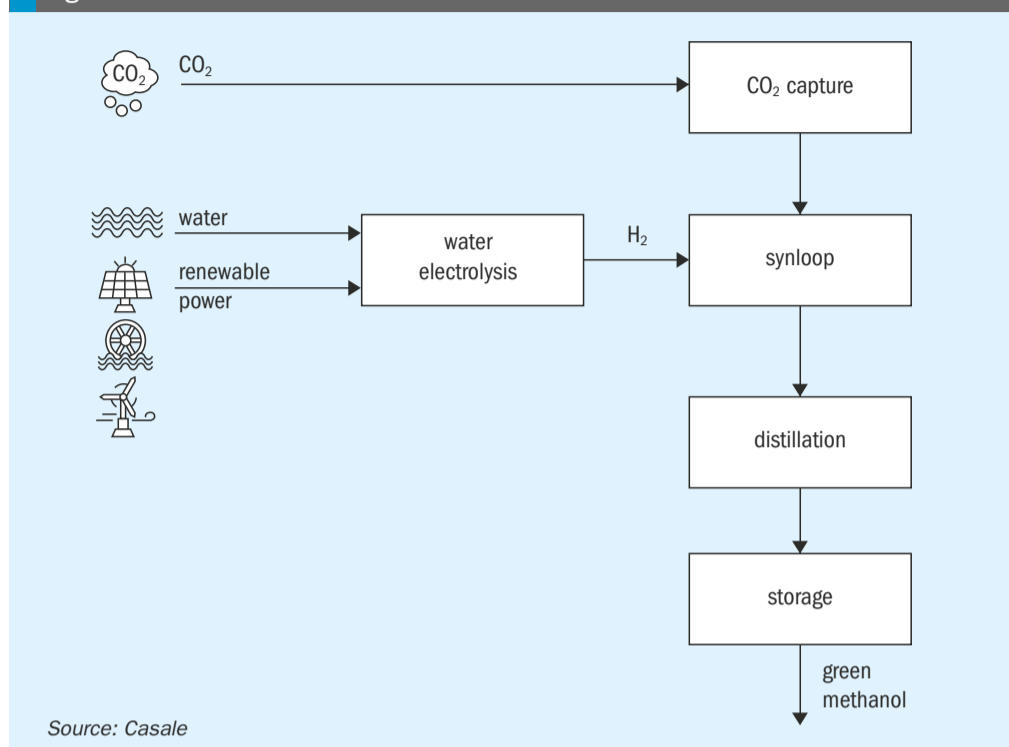 CO₂
CO₂
CO₂ capture
water
renewable
power
water
electrolysis
H₂
synloop
distillation
storage
green
methanol
Source: Casale